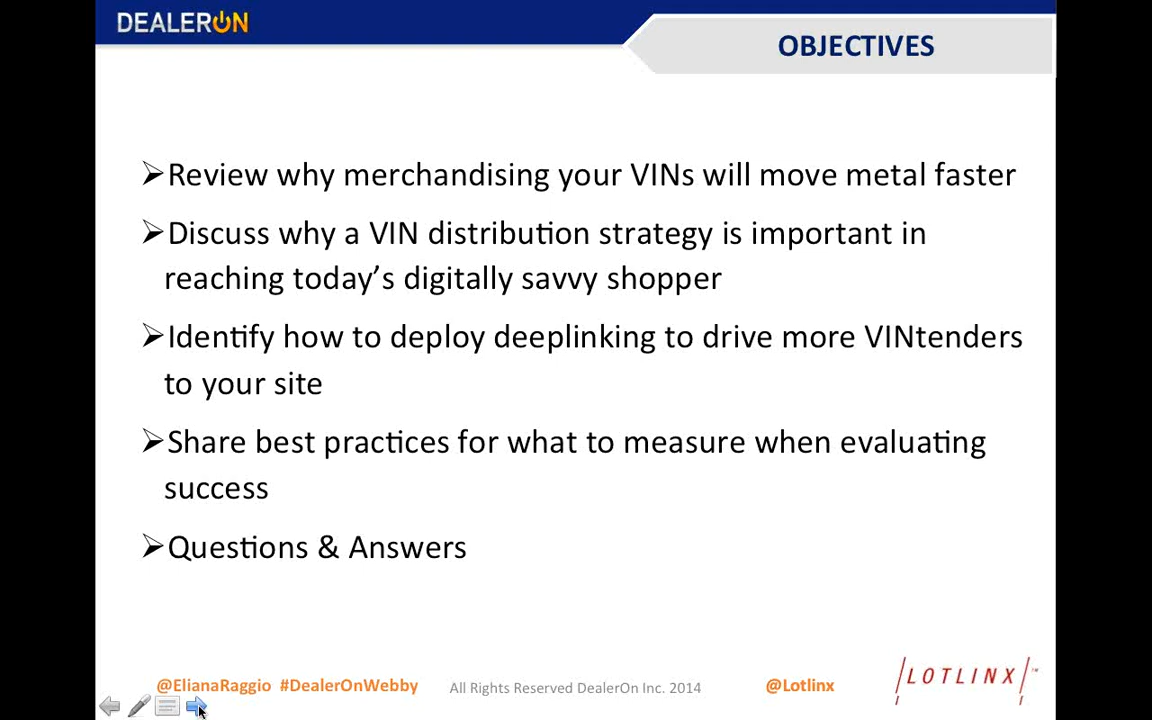 DEALERON
OBJECTIVES
➢Review why merchandising your VINs will move metal faster
➢Discuss why a VIN distribution strategy is important in
reaching today’s digitally savvy shopper
➢Identify how to deploy deeplinking to drive more VINtenders
to your site
➢Share best practices for what to measure when evaluating
success
➢Questions & Answers
@ElianaRaggio #DealerOnWebby All Rights Reserved DealerOn Inc. 2014 @Lotlinx LOTLINX™